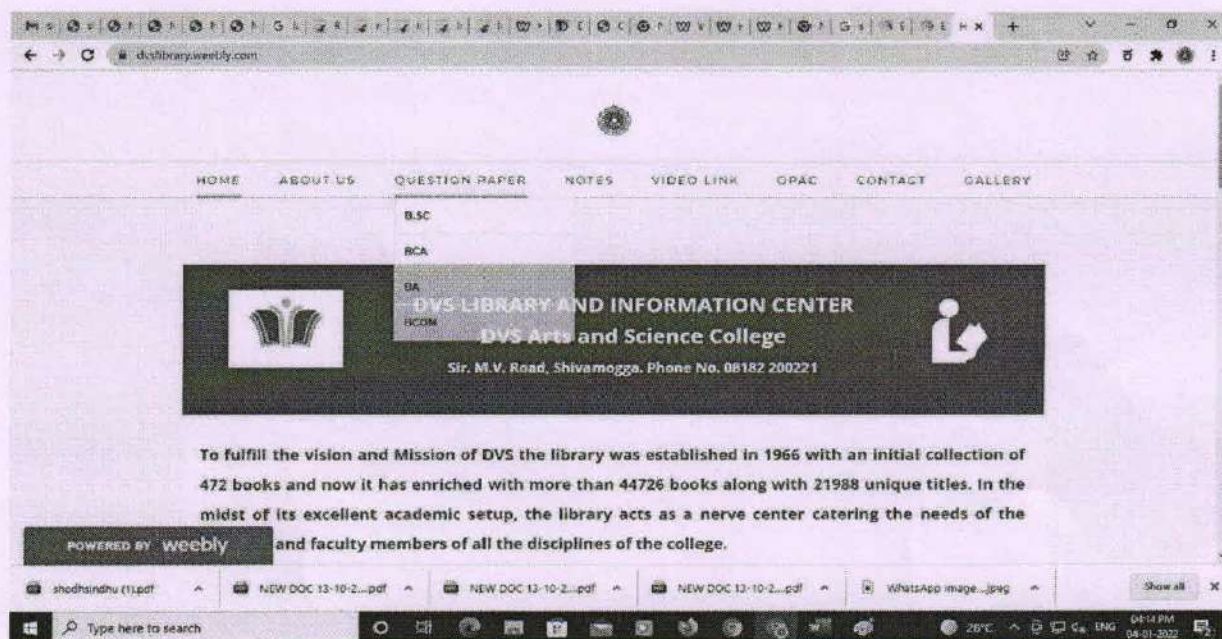 dvslibrary.weebly.com
HOME ABOUT US QUESTION PAPER NOTES VIDEO LINK OPAC CONTACT GALLERY
B.SC
BCA
BA
BCOM
DVS LIBRARY AND INFORMATION CENTER
DVS Arts and Science College
Sir. M.V. Road, Shivamogga. Phone No. 08182 200221
To fulfill the vision and Mission of DVS the library was established in 1966 with an initial collection of
472 books and now it has enriched with more than 44726 books along with 21988 unique titles. In the
midst of its excellent academic setup, the library acts as a nerve center catering the needs of the
and faculty members of all the disciplines of the college.
POWERED BY weebly
shodhsindhu (1).pdf NEW DOC 13-10-2....pdf NEW DOC 13-10-2....pdf NEW DOC 13-10-2....pdf WhatsApp Image....jpeg Show all
Type here to search 26°C ENG 04:14 PM
04-01-2022